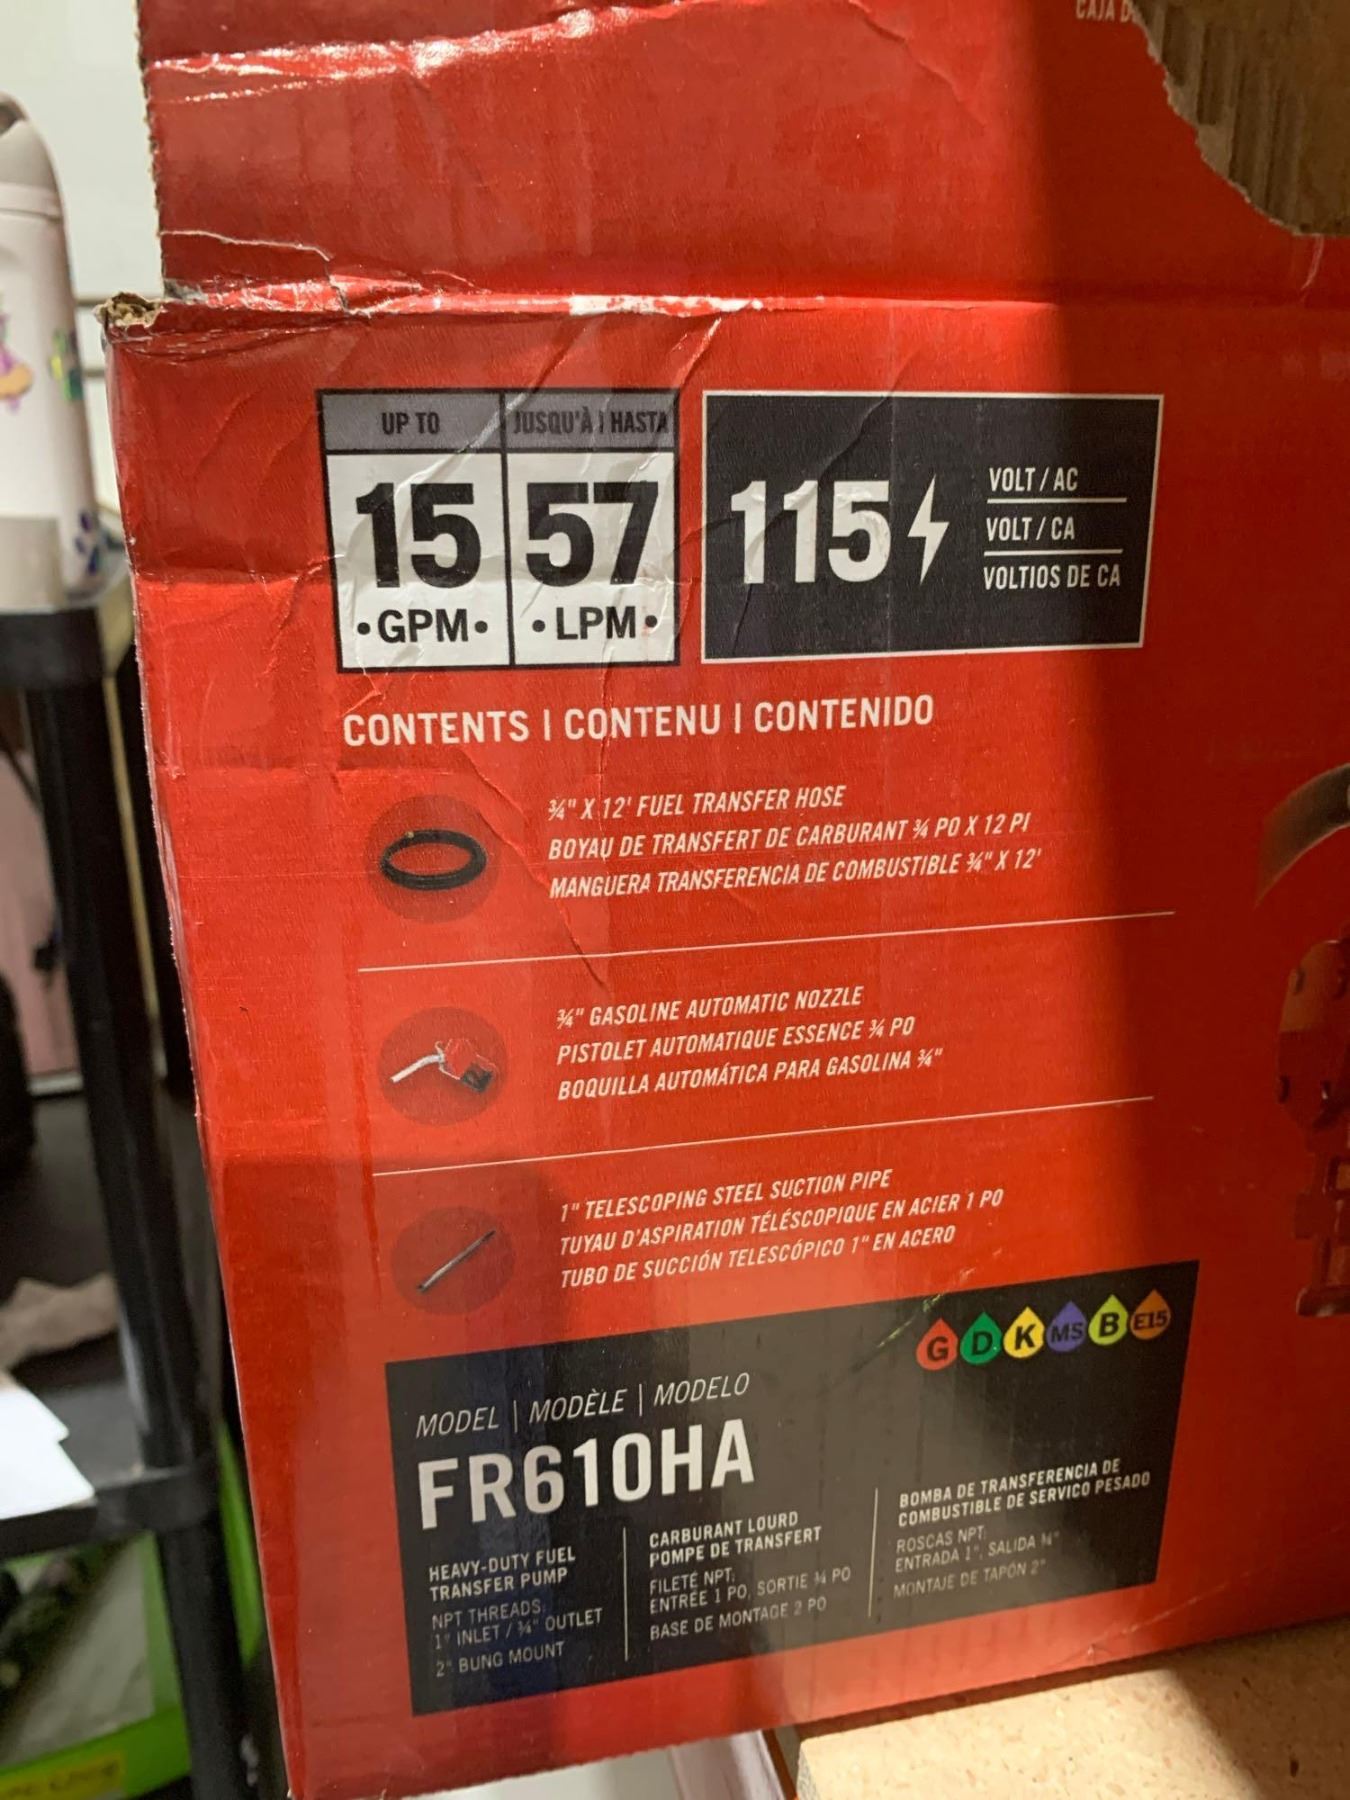 CAJA D
UP TO
JUSQU'À | HASTA
15
•GPM•
57
•LPM•
115
VOLT / AC
VOLT / CA
VOLTIOS DE CA
CONTENTS | CONTENU | CONTENIDO
¾" X 12' FUEL TRANSFER HOSE
BOYAU DE TRANSFERT DE CARBURANT ¾ PO X 12 PI
MANGUERA TRANSFERENCIA DE COMBUSTIBLE ¾" X 12'
¾" GASOLINE AUTOMATIC NOZZLE
PISTOLET AUTOMATIQUE ESSENCE ¾ PO
BOQUILLA AUTOMÁTICA PARA GASOLINA ¾"
1" TELESCOPING STEEL SUCTION PIPE
TUYAU D'ASPIRATION TÉLÉSCOPIQUE EN ACIER 1 PO
TUBO DE SUCCIÓN TELESCÓPICO 1" EN ACERO
G D K MS B E15
MODEL | MODÈLE | MODELO
FR610HA
HEAVY-DUTY FUEL
TRANSFER PUMP
NPT THREADS:
1" INLET / ¾" OUTLET
2" BUNG MOUNT
CARBURANT LOURD
POMPE DE TRANSFERT
FILETÉ NPT:
ENTRÉE 1 PO, SORTIE ¾ PO
BASE DE MONTAGE 2 PO
BOMBA DE TRANSFERENCIA DE
COMBUSTIBLE DE SERVICO PESADO
ROSCAS NPT:
ENTRADA 1", SALIDA ¾"
MONTAJE DE TAPÓN 2"